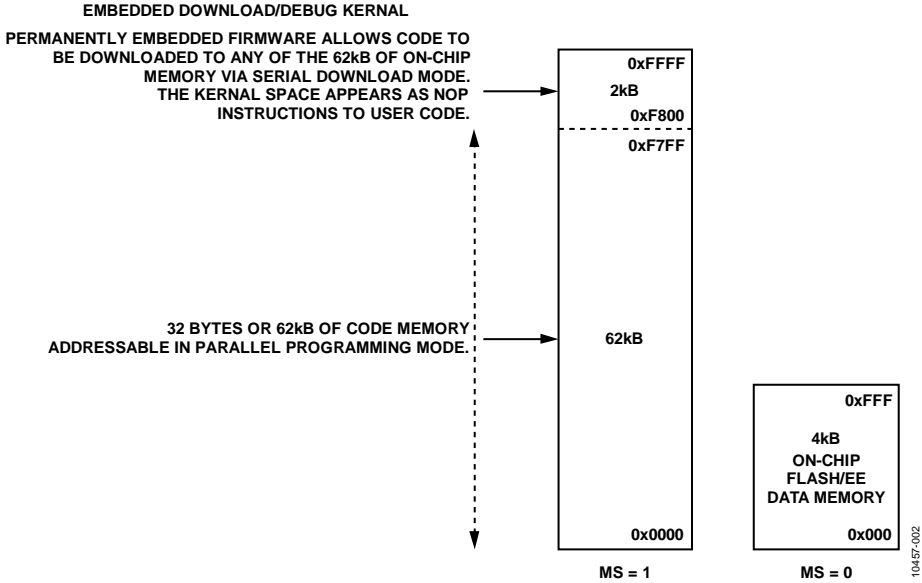 EMBEDDED DOWNLOAD/DEBUG KERNAL
PERMANENTLY EMBEDDED FIRMWARE ALLOWS CODE TO
BE DOWNLOADED TO ANY OF THE 62kB OF ON-CHIP
MEMORY VIA SERIAL DOWNLOAD MODE.
THE KERNAL SPACE APPEARS AS NOP
INSTRUCTIONS TO USER CODE.
0xFFFF
2kB
0xF800
0xF7FF
32 BYTES OR 62kB OF CODE MEMORY
ADDRESSABLE IN PARALLEL PROGRAMMING MODE.
62kB
0x0000
MS = 1
0xFFF
4kB
ON-CHIP
FLASH/EE
DATA MEMORY
0x000
MS = 0
10457-002